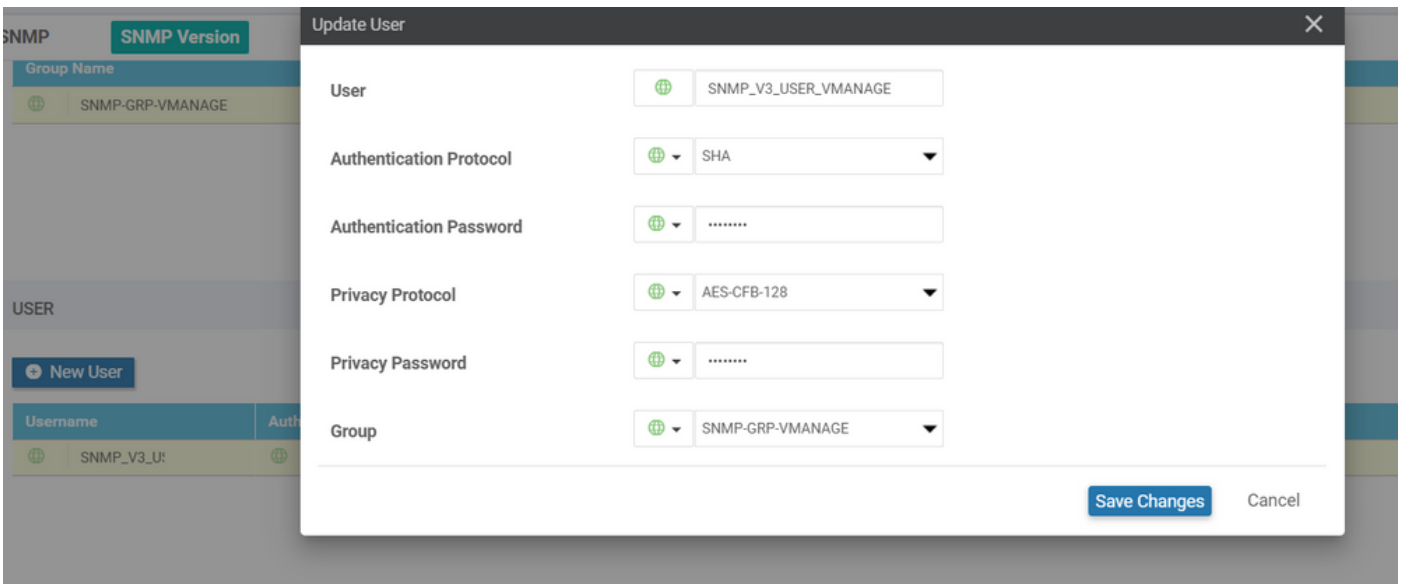 SNMP
SNMP Version
Group Name
SNMP-GRP-VMANAGE
USER
New User
Username
Auth
SNMP_V3_U
Update User
User
SNMP_V3_USER_VMANAGE
Authentication Protocol
SHA
Authentication Password
........
Privacy Protocol
AES-CFB-128
Privacy Password
........
Group
SNMP-GRP-VMANAGE
Save Changes
Cancel